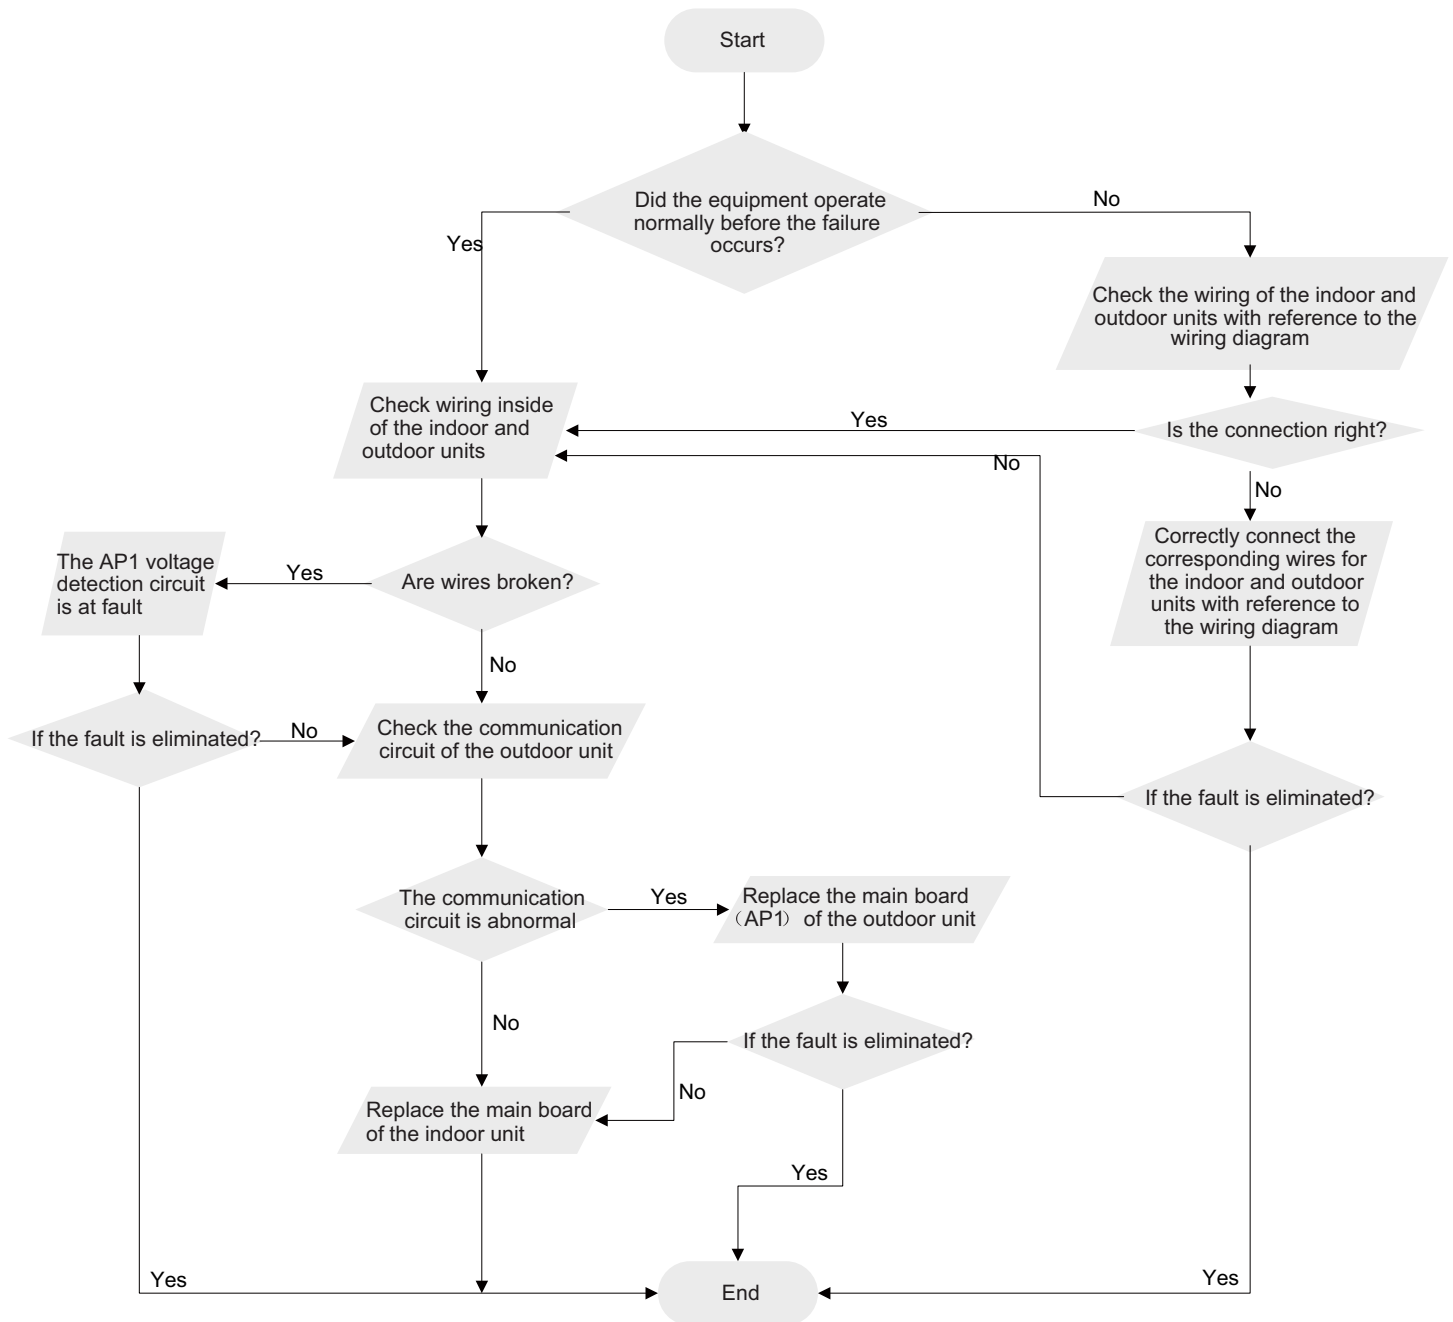 Start
Did the equipment operate
normally before the failure
occurs?
Yes
No
Check the wiring of the indoor and
outdoor units with reference to the
wiring diagram
Check wiring inside
of the indoor and
outdoor units
Yes
Is the connection right?
No
No
Correctly connect the
corresponding wires for
the indoor and outdoor
units with reference to
the wiring diagram
The AP1 voltage
detection circuit
is at fault
Yes
Are wires broken?
No
If the fault is eliminated?
No
Check the communication
circuit of the outdoor unit
If the fault is eliminated?
The communication
circuit is abnormal
Yes
Replace the main board
（AP1） of the outdoor unit
No
If the fault is eliminated?
No
Replace the main board
of the indoor unit
Yes
Yes
End
Yes